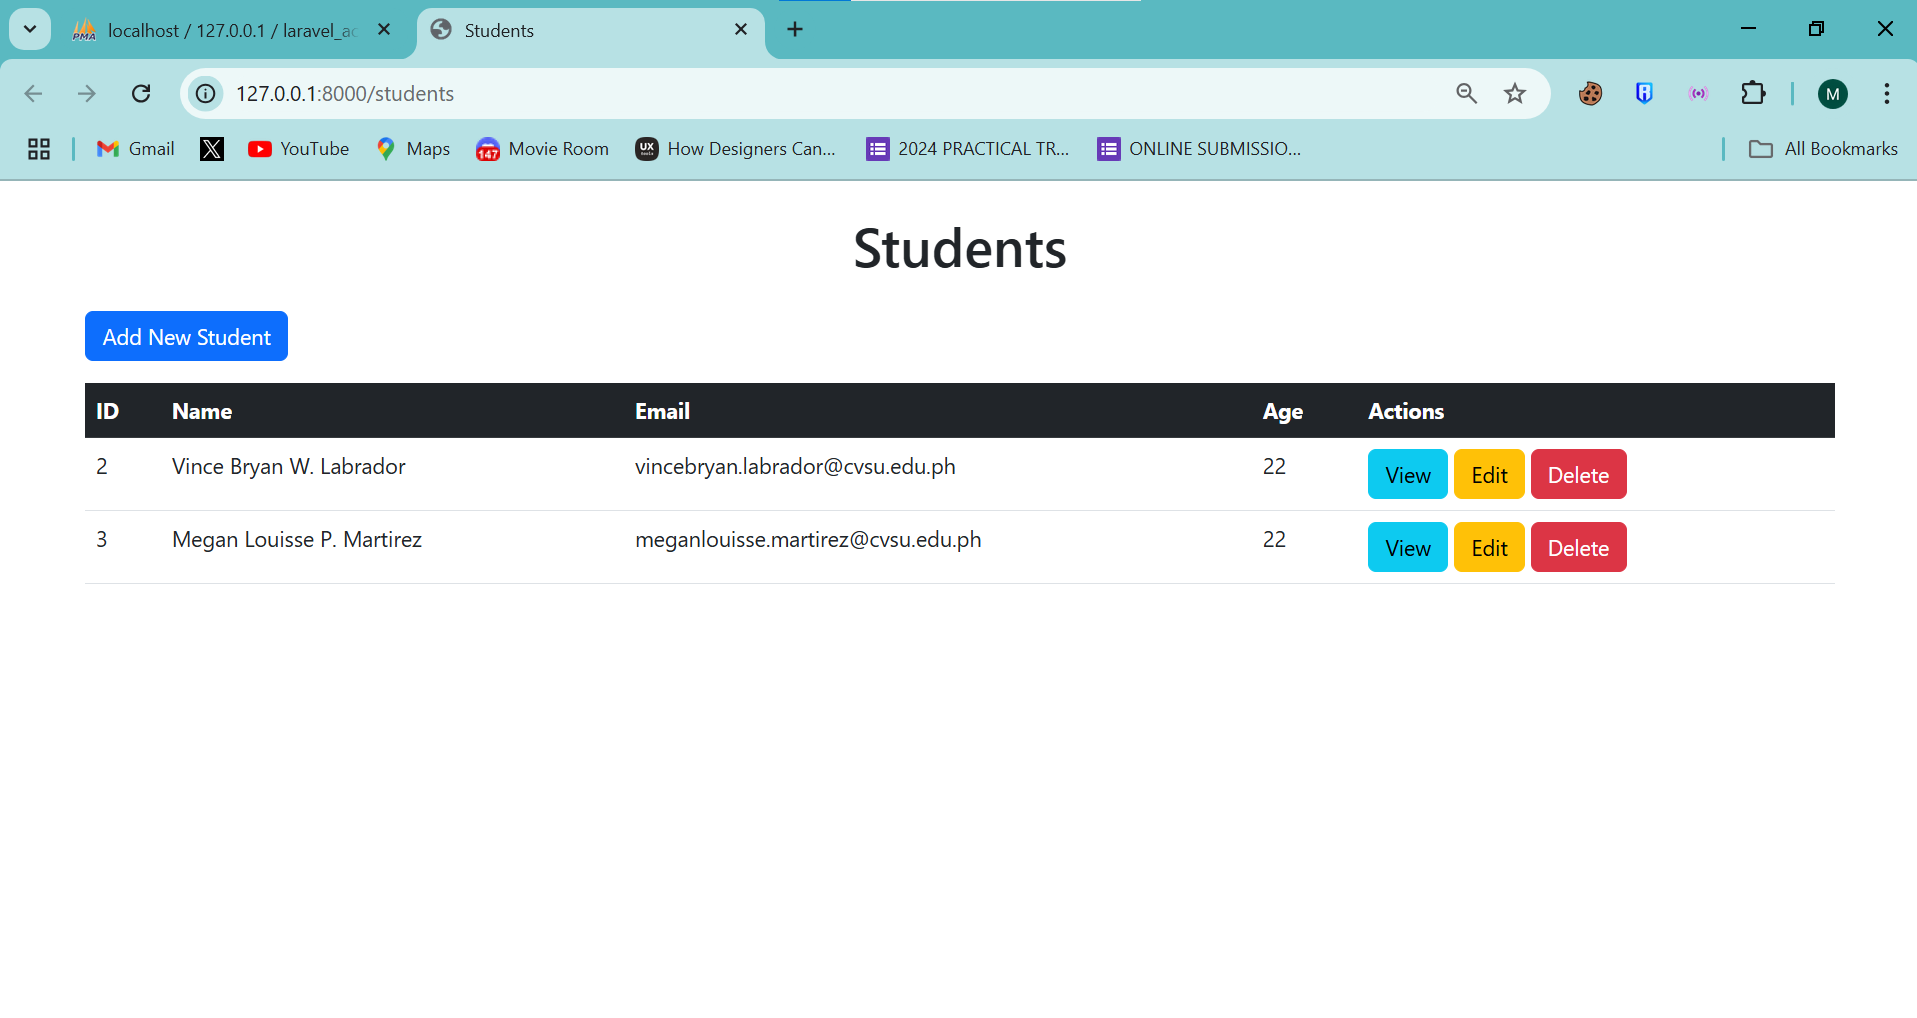 localhost / 127.0.0.1 / laravel_ac
Students
127.0.0.1:8000/students
M
Gmail
YouTube
Maps
147
Movie Room
UX
How Designers Can...
2024 PRACTICAL TR...
ONLINE SUBMISSIO...
All Bookmarks
Students
Add New Student
ID Name Email Age Actions
2 Vince Bryan W. Labrador vincebryan.labrador@cvsu.edu.ph 22 View Edit Delete
3 Megan Louisse P. Martirez meganlouisse.martirez@cvsu.edu.ph 22 View Edit Delete